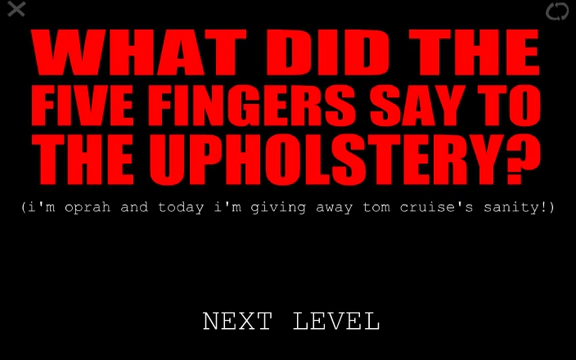 WHAT DID THE
FIVE FINGERS SAY TO
THE UPHOLSTERY?
(i'm oprah and today i'm giving away tom cruise's sanity!)
NEXT LEVEL